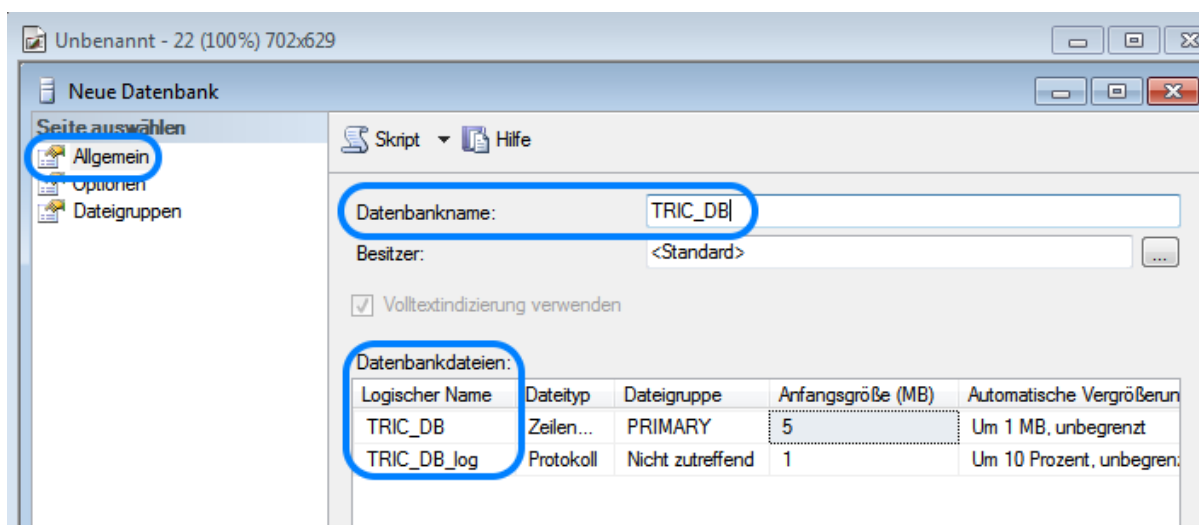 Unbenannt - 22 (100%) 702x629
Neue Datenbank
Seite auswählen
Allgemein
Optionen
Dateigruppen
Skript Hilfe
Datenbankname: TRIC_DB
Besitzer: <Standard> ...
Volltextindizierung verwenden
Datenbankdateien:
Logischer Name Dateityp Dateigruppe Anfangsgröße (MB) Automatische Vergrößerun
TRIC_DB Zeilen... PRIMARY 5 Um 1 MB, unbegrenzt
TRIC_DB_log Protokoll Nicht zutreffend 1 Um 10 Prozent, unbegrenz